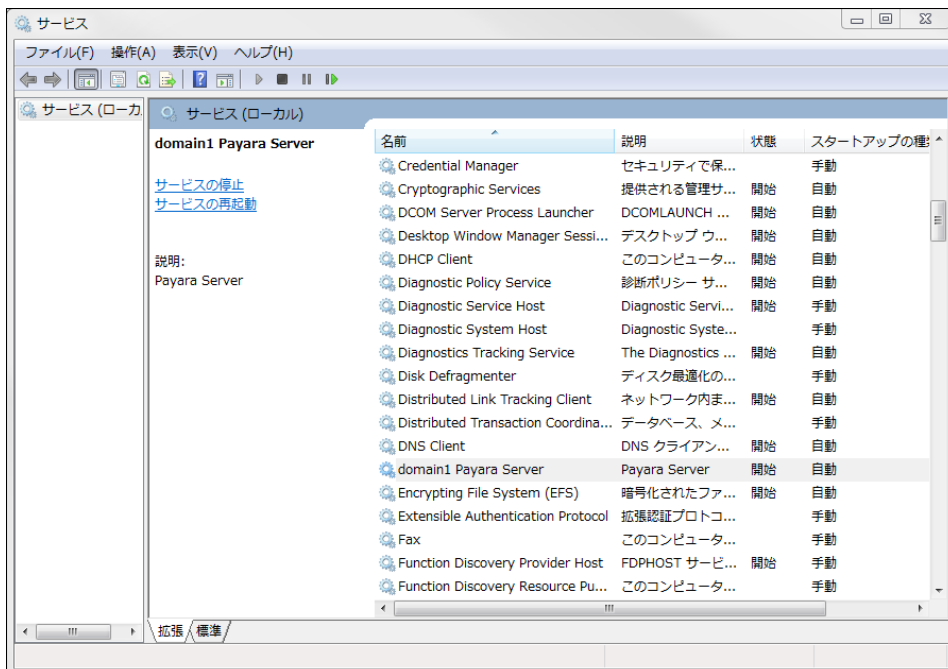 サービス
ファイル(F) 操作(A) 表示(V) ヘルプ(H)
サービス (ローカ
サービス (ローカル)
domain1 Payara Server
サービスの停止
サービスの再起動
説明:
Payara Server
名前 説明 状態 スタートアップの種類
Credential Manager セキュリティで保... 手動
Cryptographic Services 提供される管理サ... 開始 自動
DCOM Server Process Launcher DCOMLAUNCH ... 開始 自動
Desktop Window Manager Sessi... デスクトップ ウ... 開始 自動
DHCP Client このコンピュータ... 開始 自動
Diagnostic Policy Service 診断ポリシー サ... 開始 自動
Diagnostic Service Host Diagnostic Servi... 開始 手動
Diagnostic System Host Diagnostic Syste... 手動
Diagnostics Tracking Service The Diagnostics ... 開始 自動
Disk Defragmenter ディスク最適化の... 手動
Distributed Link Tracking Client ネットワーク内ま... 開始 自動
Distributed Transaction Coordina... データベース、メ... 手動
DNS Client DNS クライアン... 開始 自動
domain1 Payara Server Payara Server 開始 自動
Encrypting File System (EFS) 暗号化されたファ... 開始 自動
Extensible Authentication Protocol 拡張認証プロトコ... 手動
Fax このコンピュータ... 手動
Function Discovery Provider Host FDPHOST サービ... 開始 手動
Function Discovery Resource Pu... このコンピュータ... 手動
拡張 標準